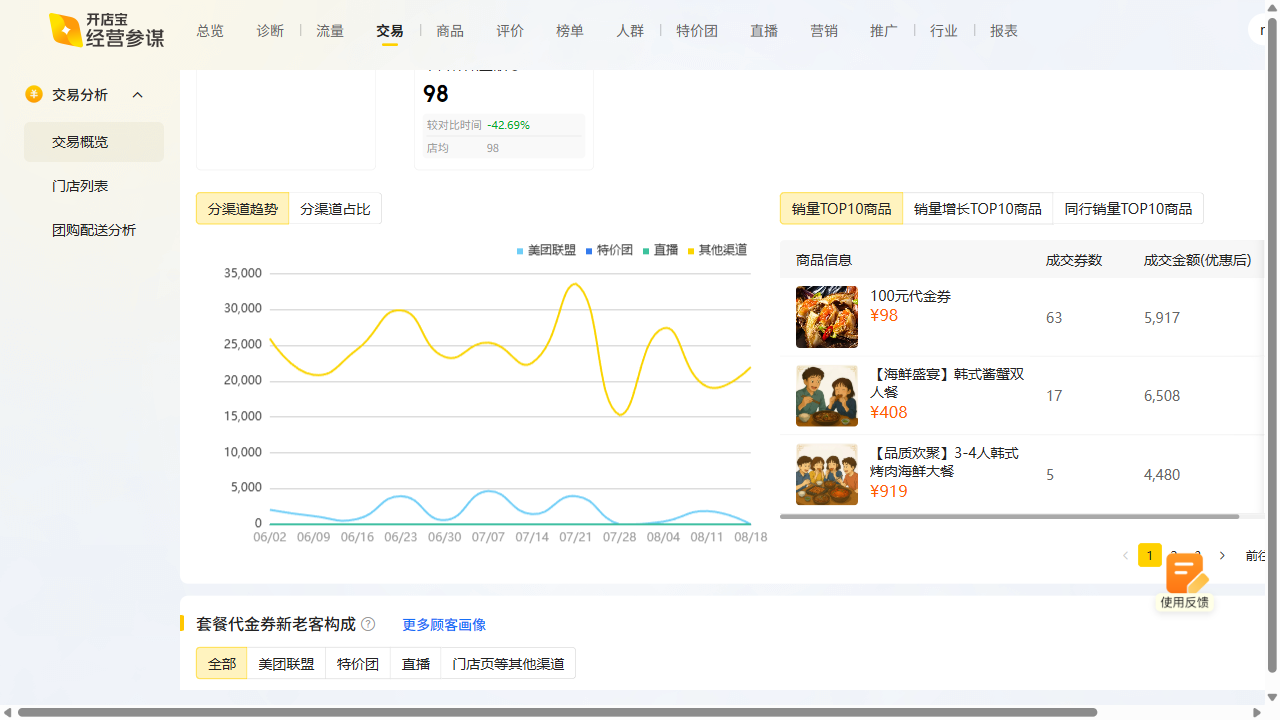 开店宝
经营参谋
总览
诊断
流量
交易
商品
评价
榜单
人群
特价团
直播
营销
推广
行业
报表
交易分析
交易概览
门店列表
团购配送分析
98
较对比时间 -42.69%
店均 98
分渠道趋势 分渠道占比
美团联盟 特价团 直播 其他渠道
35,000
30,000
25,000
20,000
15,000
10,000
5,000
0
06/02 06/09 06/16 06/23 06/30 07/07 07/14 07/21 07/28 08/04 08/11 08/18
销量TOP10商品 销量增长TOP10商品 同行销量TOP10商品
商品信息 成交券数 成交金额(优惠后)
100元代金券
¥98
63 5,917
【海鲜盛宴】韩式酱蟹双
人餐
¥408
17 6,508
【品质欢聚】3-4人韩式
烤肉海鲜大餐
¥919
5 4,480
1 前往
使用反馈
套餐代金券新老客构成 ? 更多顾客画像
全部 美团联盟 特价团 直播 门店页等其他渠道